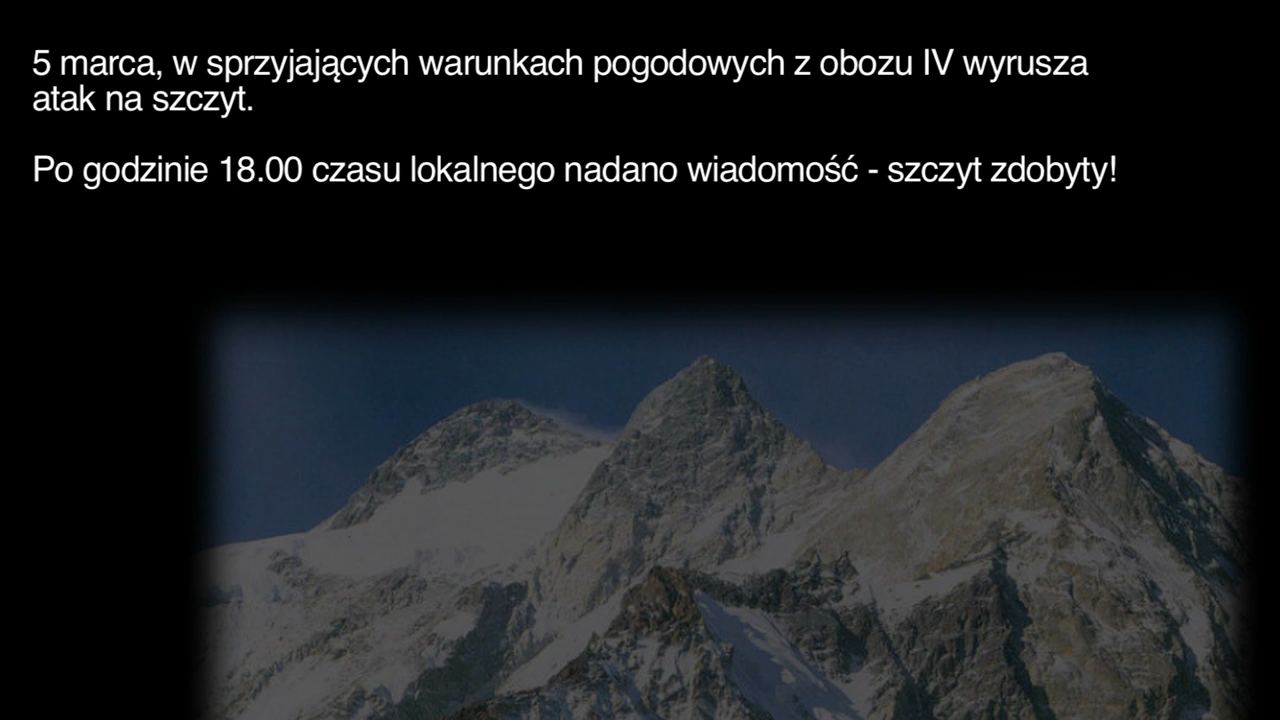 5 marca, w sprzyjających warunkach pogodowych z obozu IV wyrusza
atak na szczyt.
Po godzinie 18.00 czasu lokalnego nadano wiadomość - szczyt zdobyty!